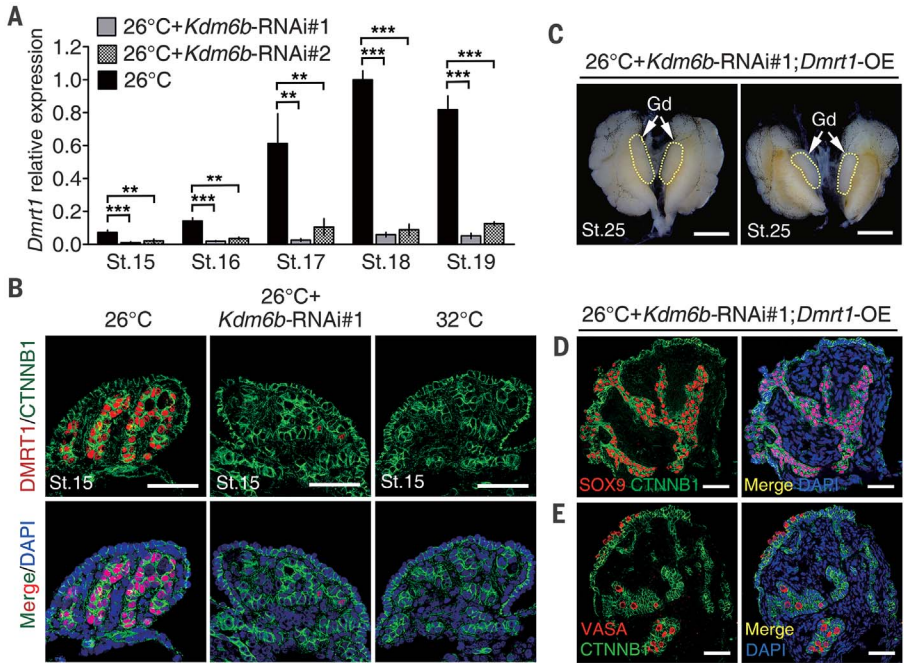 A
26°C+Kdm6b-RNAi#1
26°C+Kdm6b-RNAi#2
26°C
Dmrt1 relative expression
1.2
1.0
0.8
0.6
0.4
0.2
0.0
**
***
**
***
**
**
***
***
***
***
St.15
St.16
St.17
St.18
St.19
C
26°C+Kdm6b-RNAi#1;Dmrt1-OE
Gd
St.25
Gd
St.25
B
26°C
26°C+
Kdm6b-RNAi#1
32°C
DMRT1/CTNNB1
St.15
St.15
St.15
Merge/DAPI
26°C+Kdm6b-RNAi#1;Dmrt1-OE
D
SOX9 CTNNB1
Merge DAPI
E
VASA
CTNNB1
Merge
DAPI